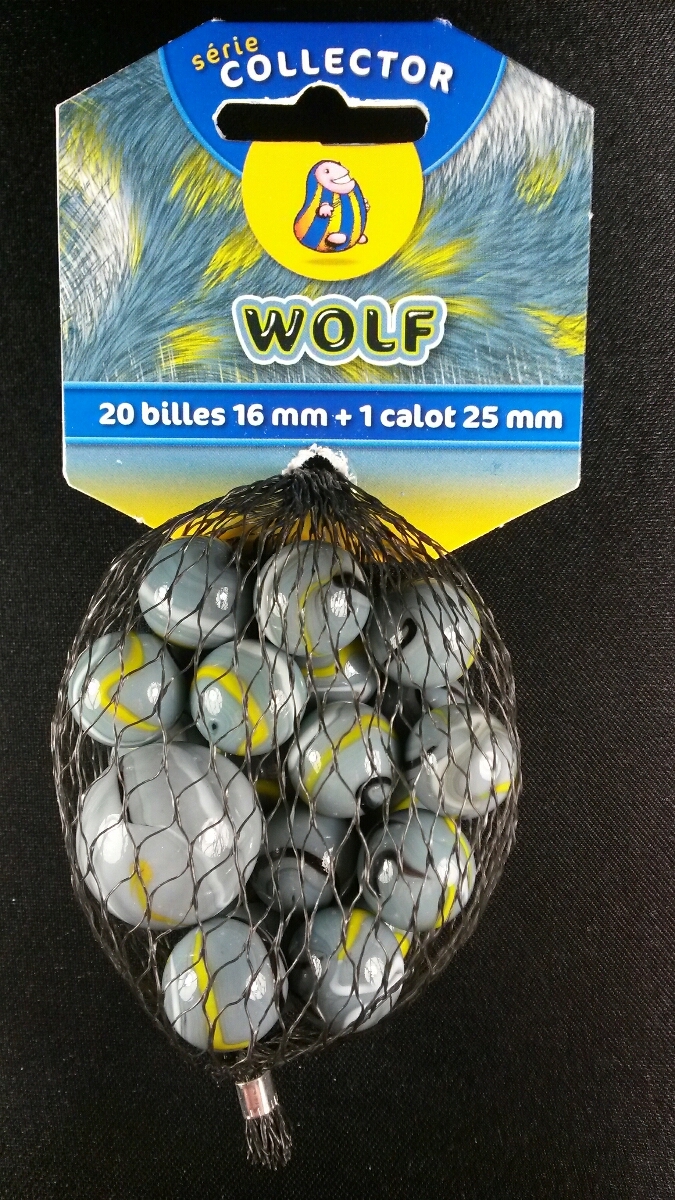 série
COLLECTOR
WOLF
20 billes 16 mm + 1 calot 25 mm